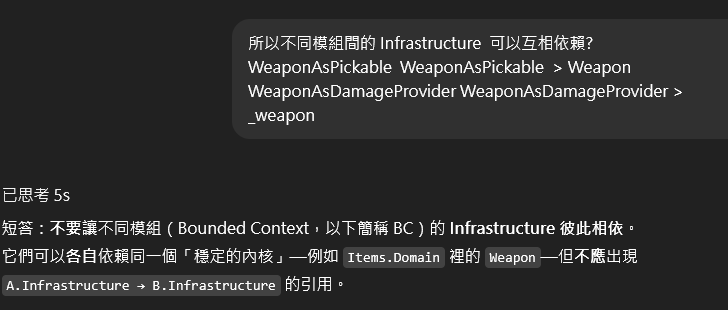 所以不同模組間的 Infrastructure 可以互相依賴?
WeaponAsPickable WeaponAsPickable > Weapon
WeaponAsDamageProvider WeaponAsDamageProvider >
_weapon
已思考 5s
短答：不要讓不同模組（Bounded Context，以下簡稱 BC）的 Infrastructure 彼此相依。
它們可以各自依賴同一個「穩定的內核」—例如 Items.Domain 裡的 Weapon—但不應出現
A.Infrastructure → B.Infrastructure 的引用。